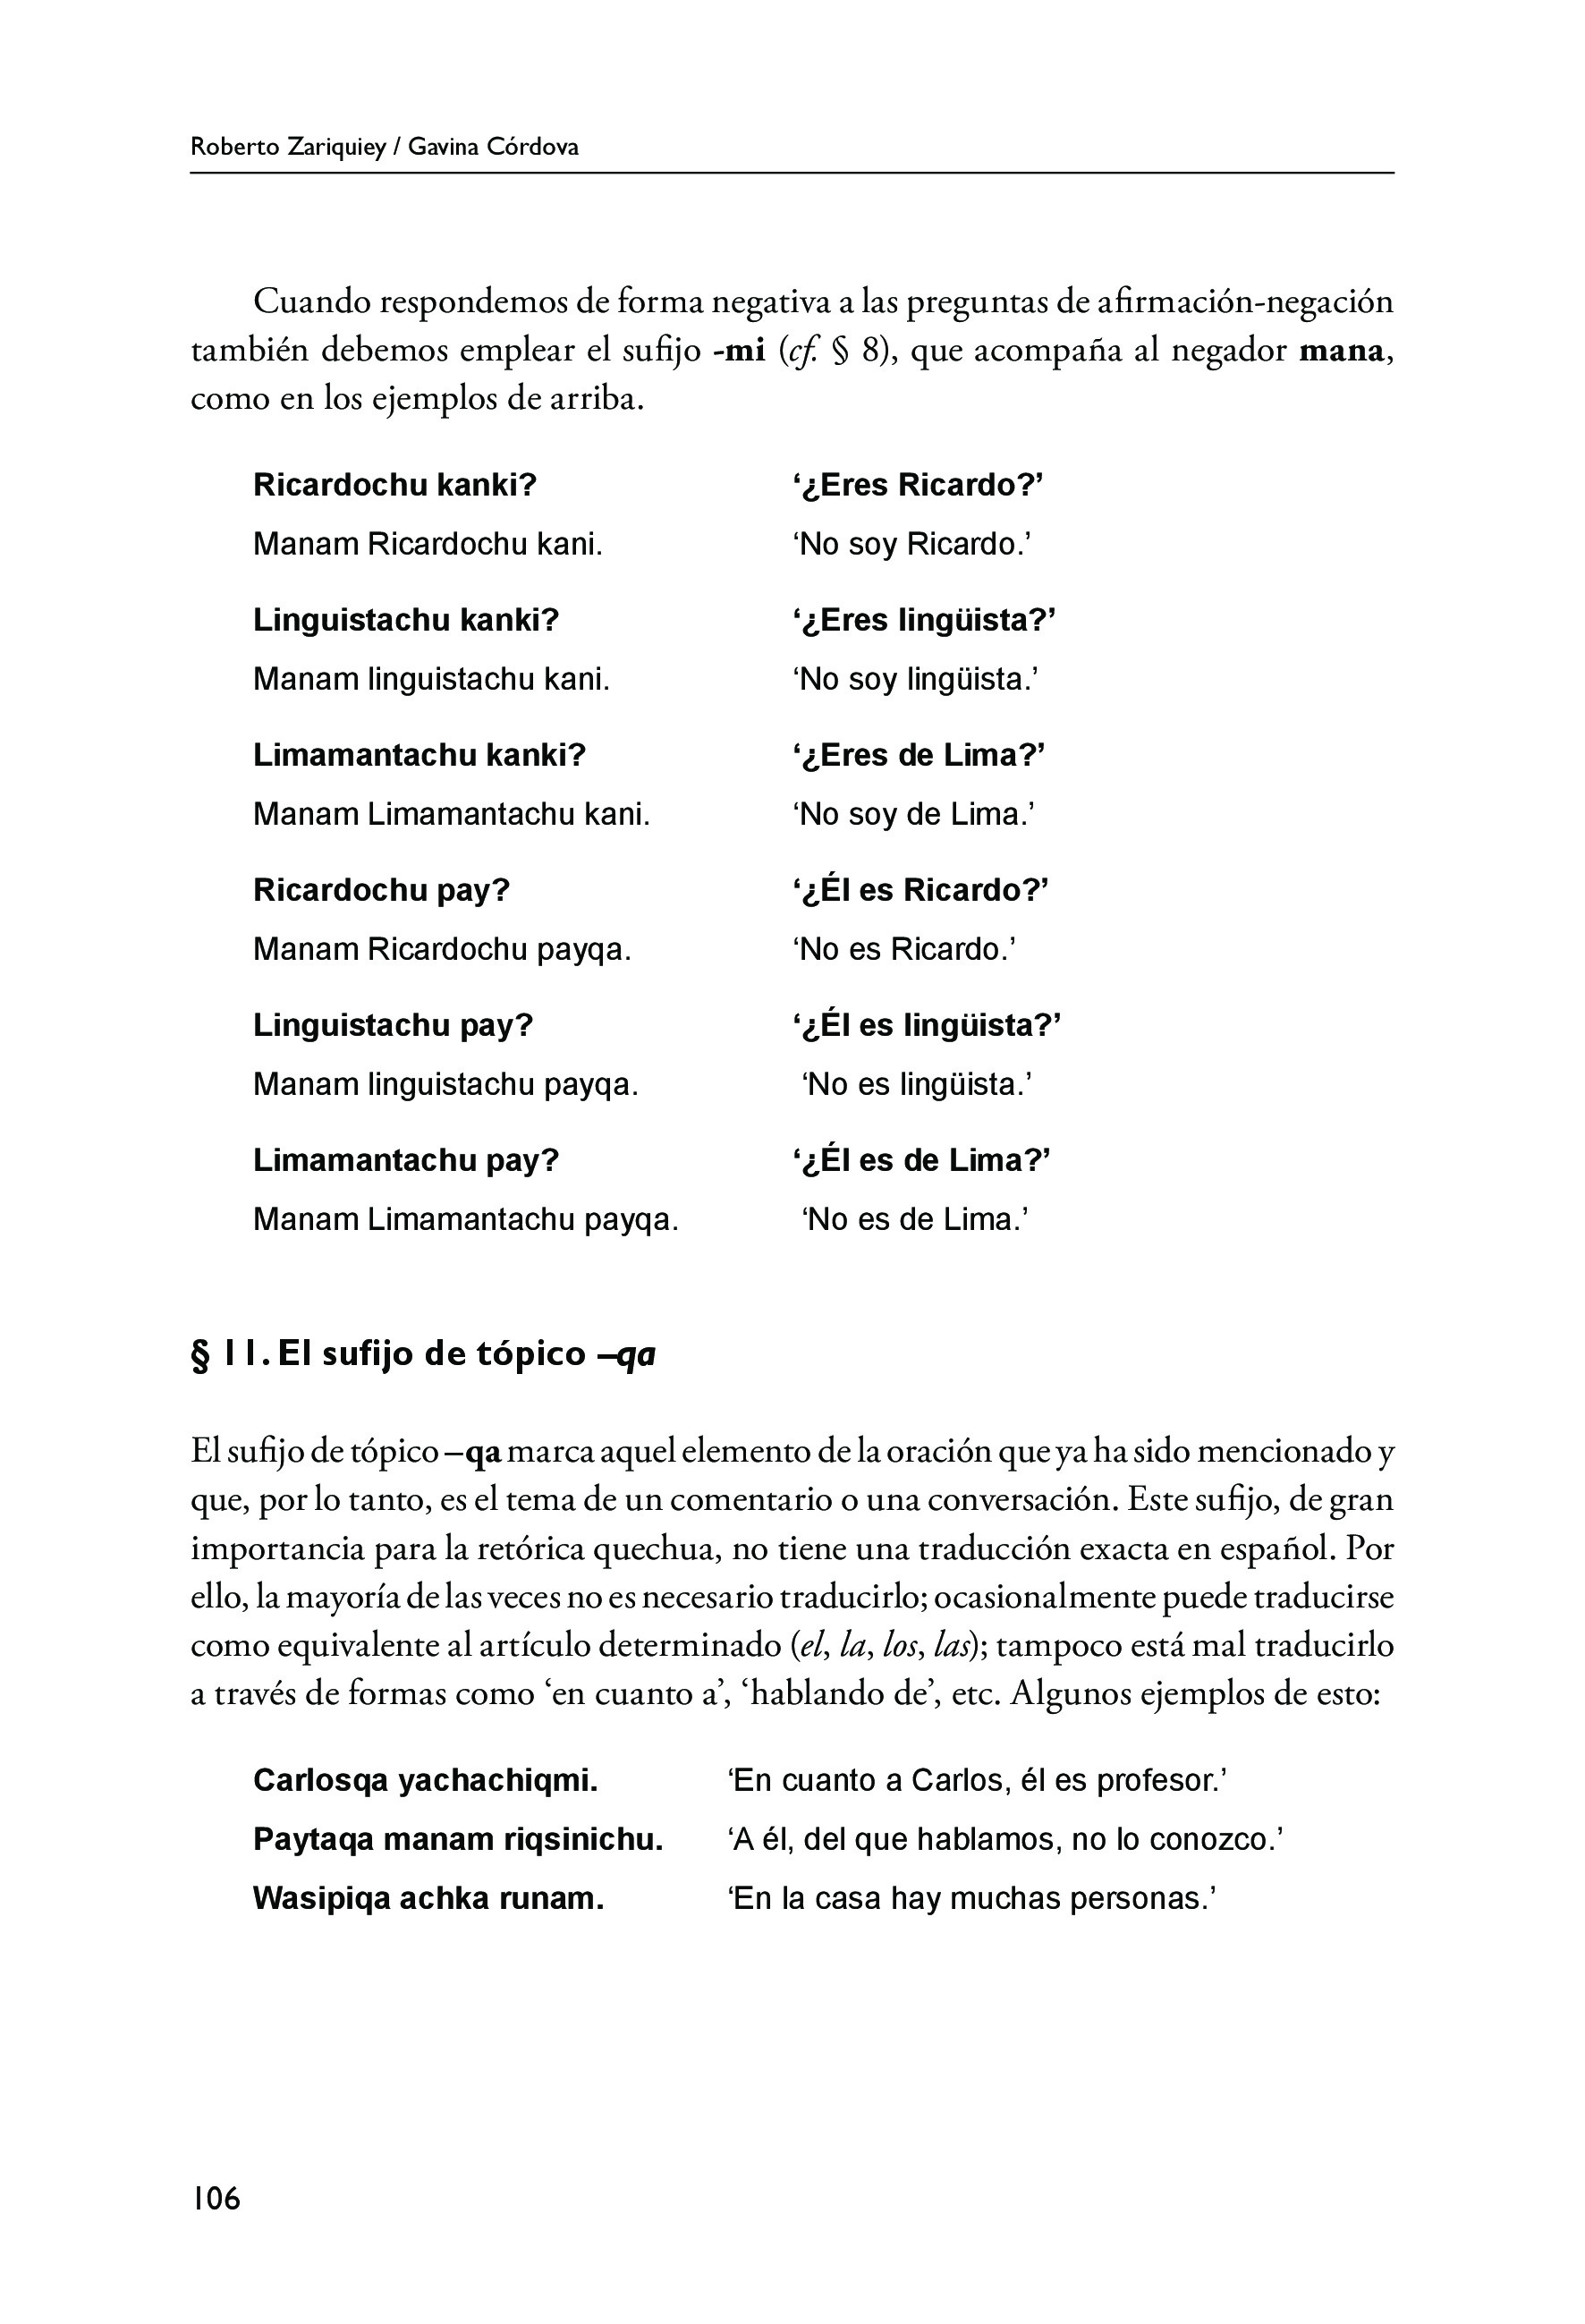 Roberto Zariquiey / Gavina Córdova
Cuando respondemos de forma negativa a las preguntas de afirmación-negación
también debemos emplear el sufijo -mi (cf. § 8), que acompaña al negador mana,
como en los ejemplos de arriba.
Ricardochu kanki? ‘¿Eres Ricardo?’
Manam Ricardochu kani. ‘No soy Ricardo.’
Linguistachu kanki? ‘¿Eres lingüista?’
Manam linguistachu kani. ‘No soy lingüista.’
Limamantachu kanki? ‘¿Eres de Lima?’
Manam Limamantachu kani. ‘No soy de Lima.’
Ricardochu pay? ‘¿Él es Ricardo?’
Manam Ricardochu payqa. ‘No es Ricardo.’
Linguistachu pay? ‘¿Él es lingüista?’
Manam linguistachu payqa. ‘No es lingüista.’
Limamantachu pay? ‘¿Él es de Lima?’
Manam Limamantachu payqa. ‘No es de Lima.’
§ 11. El sufijo de tópico –qa
El sufijo de tópico –qa marca aquel elemento de la oración que ya ha sido mencionado y
que, por lo tanto, es el tema de un comentario o una conversación. Este sufijo, de gran
importancia para la retórica quechua, no tiene una traducción exacta en español. Por
ello, la mayoría de las veces no es necesario traducirlo; ocasionalmente puede traducirse
como equivalente al artículo determinado (el, la, los, las); tampoco está mal traducirlo
a través de formas como ‘en cuanto a’, ‘hablando de’, etc. Algunos ejemplos de esto:
Carlosqa yachachiqmi. ‘En cuanto a Carlos, él es profesor.’
Paytaqa manam riqsinichu. ‘A él, del que hablamos, no lo conozco.’
Wasipiqa achka runam. ‘En la casa hay muchas personas.’
106